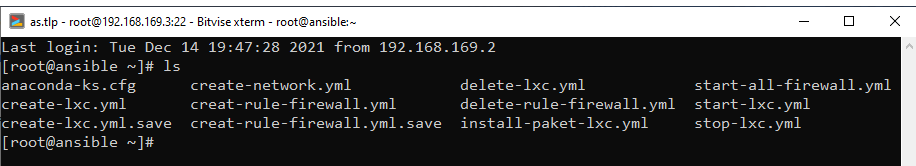 as.tlp - root@192.168.169.3:22 - Bitvise xterm - root@ansible:~
Last login: Tue Dec 14 19:47:28 2021 from 192.168.169.2
[root@ansible ~]# ls
anaconda-ks.cfg create-network.yml delete-lxc.yml start-all-firewall.yml
create-lxc.yml creat-rule-firewall.yml delete-rule-firewall.yml start-lxc.yml
create-lxc.yml.save creat-rule-firewall.yml.save install-paket-lxc.yml stop-lxc.yml
[root@ansible ~]#